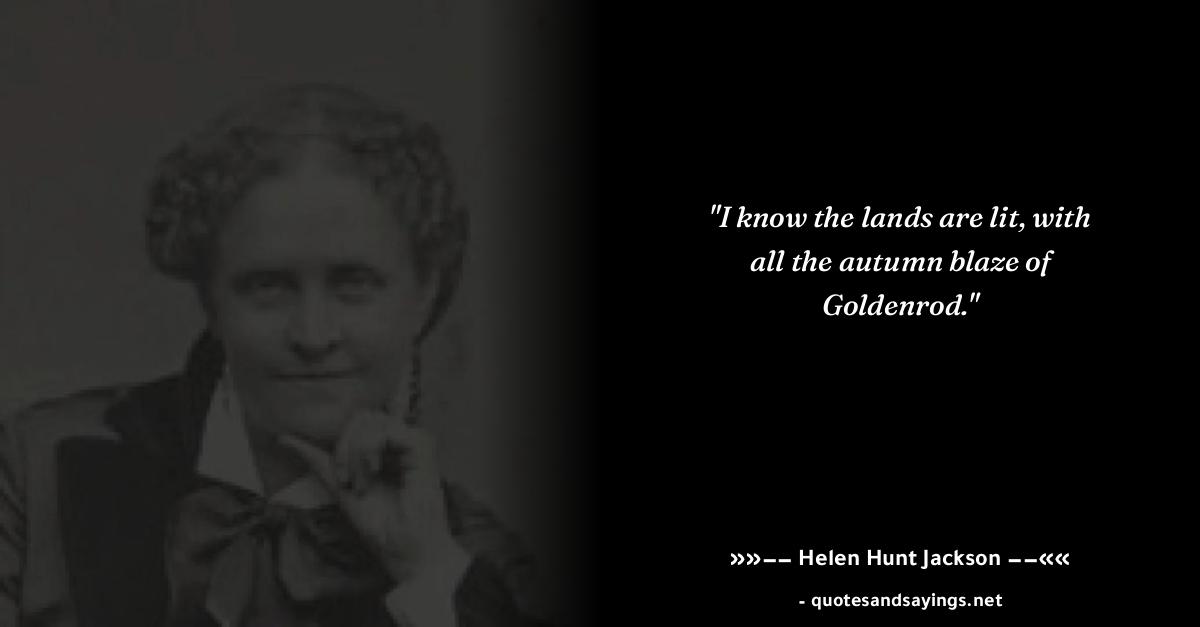 "I know the lands are lit, with
all the autumn blaze of
Goldenrod."
»»–– Helen Hunt Jackson ––««
- quotesandsayings.net